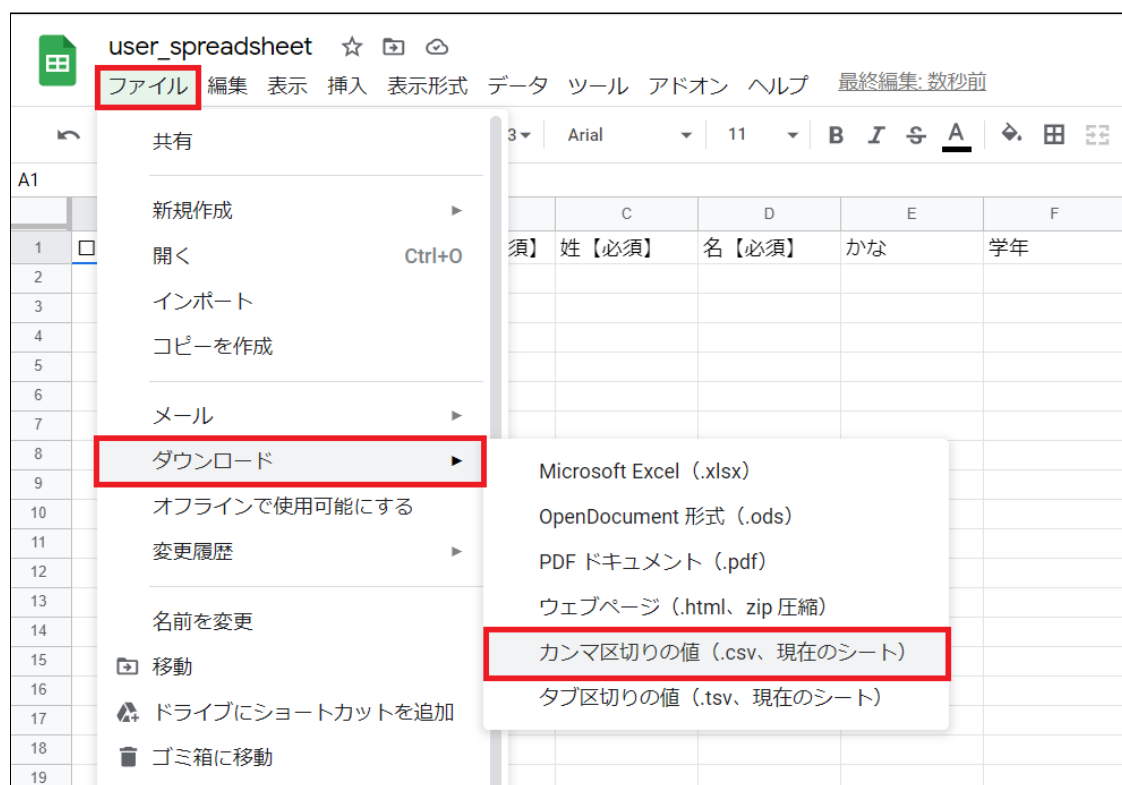 user_spreadsheet
ファイル 編集 表示 挿入 表示形式 データ ツール アドオン ヘルプ 最終編集: 数秒前
3 Arial 11 B I S A
A1
C D E F
1 須】 姓【必須】 名【必須】 かな 学年
2
3
4
5
6
7
8
9
10
11
12
13
14
15
16
17
18
19
共有
新規作成
開く Ctrl+O
インポート
コピーを作成
メール
ダウンロード
オフラインで使用可能にする
変更履歴
名前を変更
移動
ドライブにショートカットを追加
ゴミ箱に移動
Microsoft Excel（.xlsx）
OpenDocument 形式（.ods）
PDF ドキュメント（.pdf）
ウェブページ（.html、zip 圧縮）
カンマ区切りの値（.csv、現在のシート）
タブ区切りの値（.tsv、現在のシート）